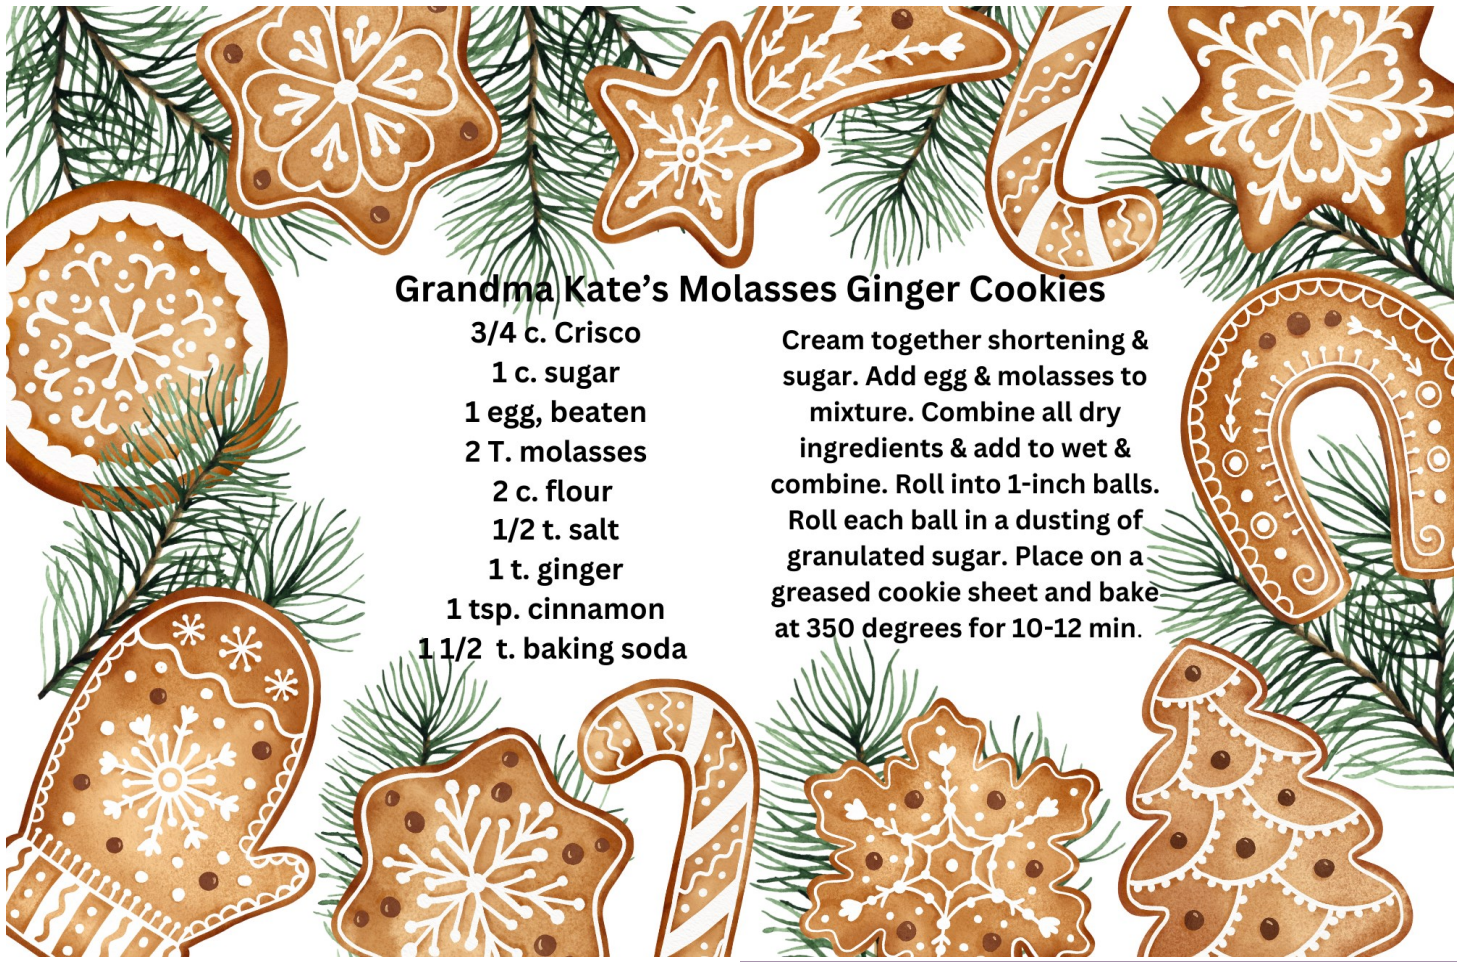 Grandma Kate’s Molasses Ginger Cookies
3/4 c. Crisco
1 c. sugar
1 egg, beaten
2 T. molasses
2 c. flour
1/2 t. salt
1 t. ginger
1 tsp. cinnamon
1 1/2 t. baking soda
Cream together shortening &
sugar. Add egg & molasses to
mixture. Combine all dry
ingredients & add to wet &
combine. Roll into 1-inch balls.
Roll each ball in a dusting of
granulated sugar. Place on a
greased cookie sheet and bake
at 350 degrees for 10-12 min.